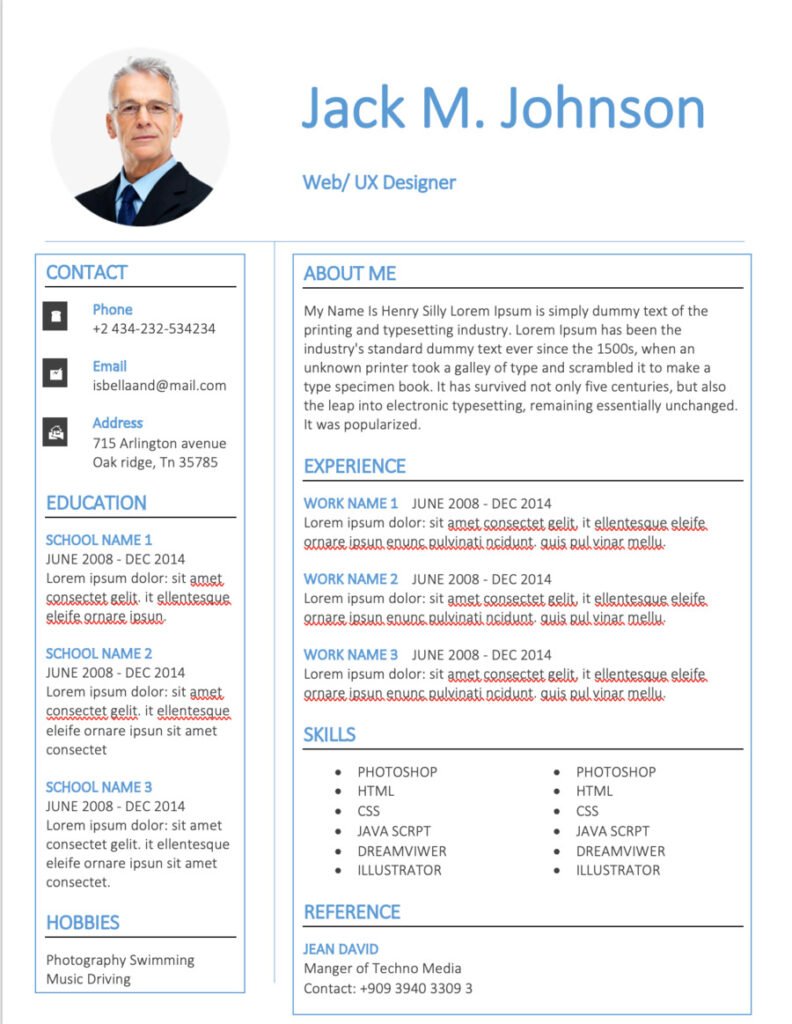 Jack M. Johnson
Web/ UX Designer
CONTACT
Phone
+2 434-232-534234
Email
isbellaand@mail.com
Address
715 Arlington avenue
Oak ridge, Tn 35785
EDUCATION
SCHOOL NAME 1
JUNE 2008 - DEC 2014
Lorem ipsum dolor: sit amet
consectet gelit. it ellentesque
eleife ornare ipsun.
SCHOOL NAME 2
JUNE 2008 - DEC 2014
Lorem ipsum dolor: sit amet
consectet gelit. it ellentesque
eleife ornare ipsun sit amet
consectet
SCHOOL NAME 3
JUNE 2008 - DEC 2014
Lorem ipsum dolor: sit amet
consectet gelit. it ellentesque
eleife ornare ipsun sit amet
consectet.
HOBBIES
Photography Swimming
Music Driving
ABOUT ME
My Name Is Henry Silly Lorem Ipsum is simply dummy text of the
printing and typesetting industry. Lorem Ipsum has been the
industry's standard dummy text ever since the 1500s, when an
unknown printer took a galley of type and scrambled it to make a
type specimen book. It has survived not only five centuries, but also
the leap into electronic typesetting, remaining essentially unchanged.
It was popularized.
EXPERIENCE
WORK NAME 1 JUNE 2008 - DEC 2014
Lorem ipsum dolor: sit amet consectet gelit, it ellentesque eleife
ornare ipsun enunc pulvinati ncidunt. quis pul vinar mellu.
WORK NAME 2 JUNE 2008 - DEC 2014
Lorem ipsum dolor: sit amet consectet gelit, it ellentesque eleife
ornare ipsun enunc pulvinati ncidunt. quis pul vinar mellu.
WORK NAME 3 JUNE 2008 - DEC 2014
Lorem ipsum dolor: sit amet consectet gelit, it ellentesque eleife
ornare ipsun enunc pulvinati ncidunt. quis pul vinar mellu.
SKILLS
• PHOTOSHOP
• HTML
• CSS
• JAVA SCRPT
• DREAMVIWER
• ILLUSTRATOR
• PHOTOSHOP
• HTML
• CSS
• JAVA SCRPT
• DREAMVIWER
• ILLUSTRATOR
REFERENCE
JEAN DAVID
Manger of Techno Media
Contact: +909 3940 3309 3